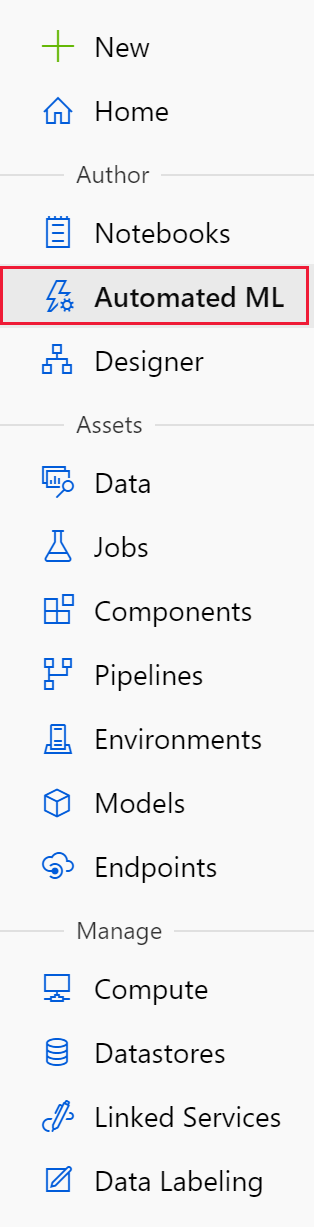 New
Home
Author
Notebooks
Automated ML
Designer
Assets
Data
Jobs
Components
Pipelines
Environments
Models
Endpoints
Manage
Compute
Datastores
Linked Services
Data Labeling